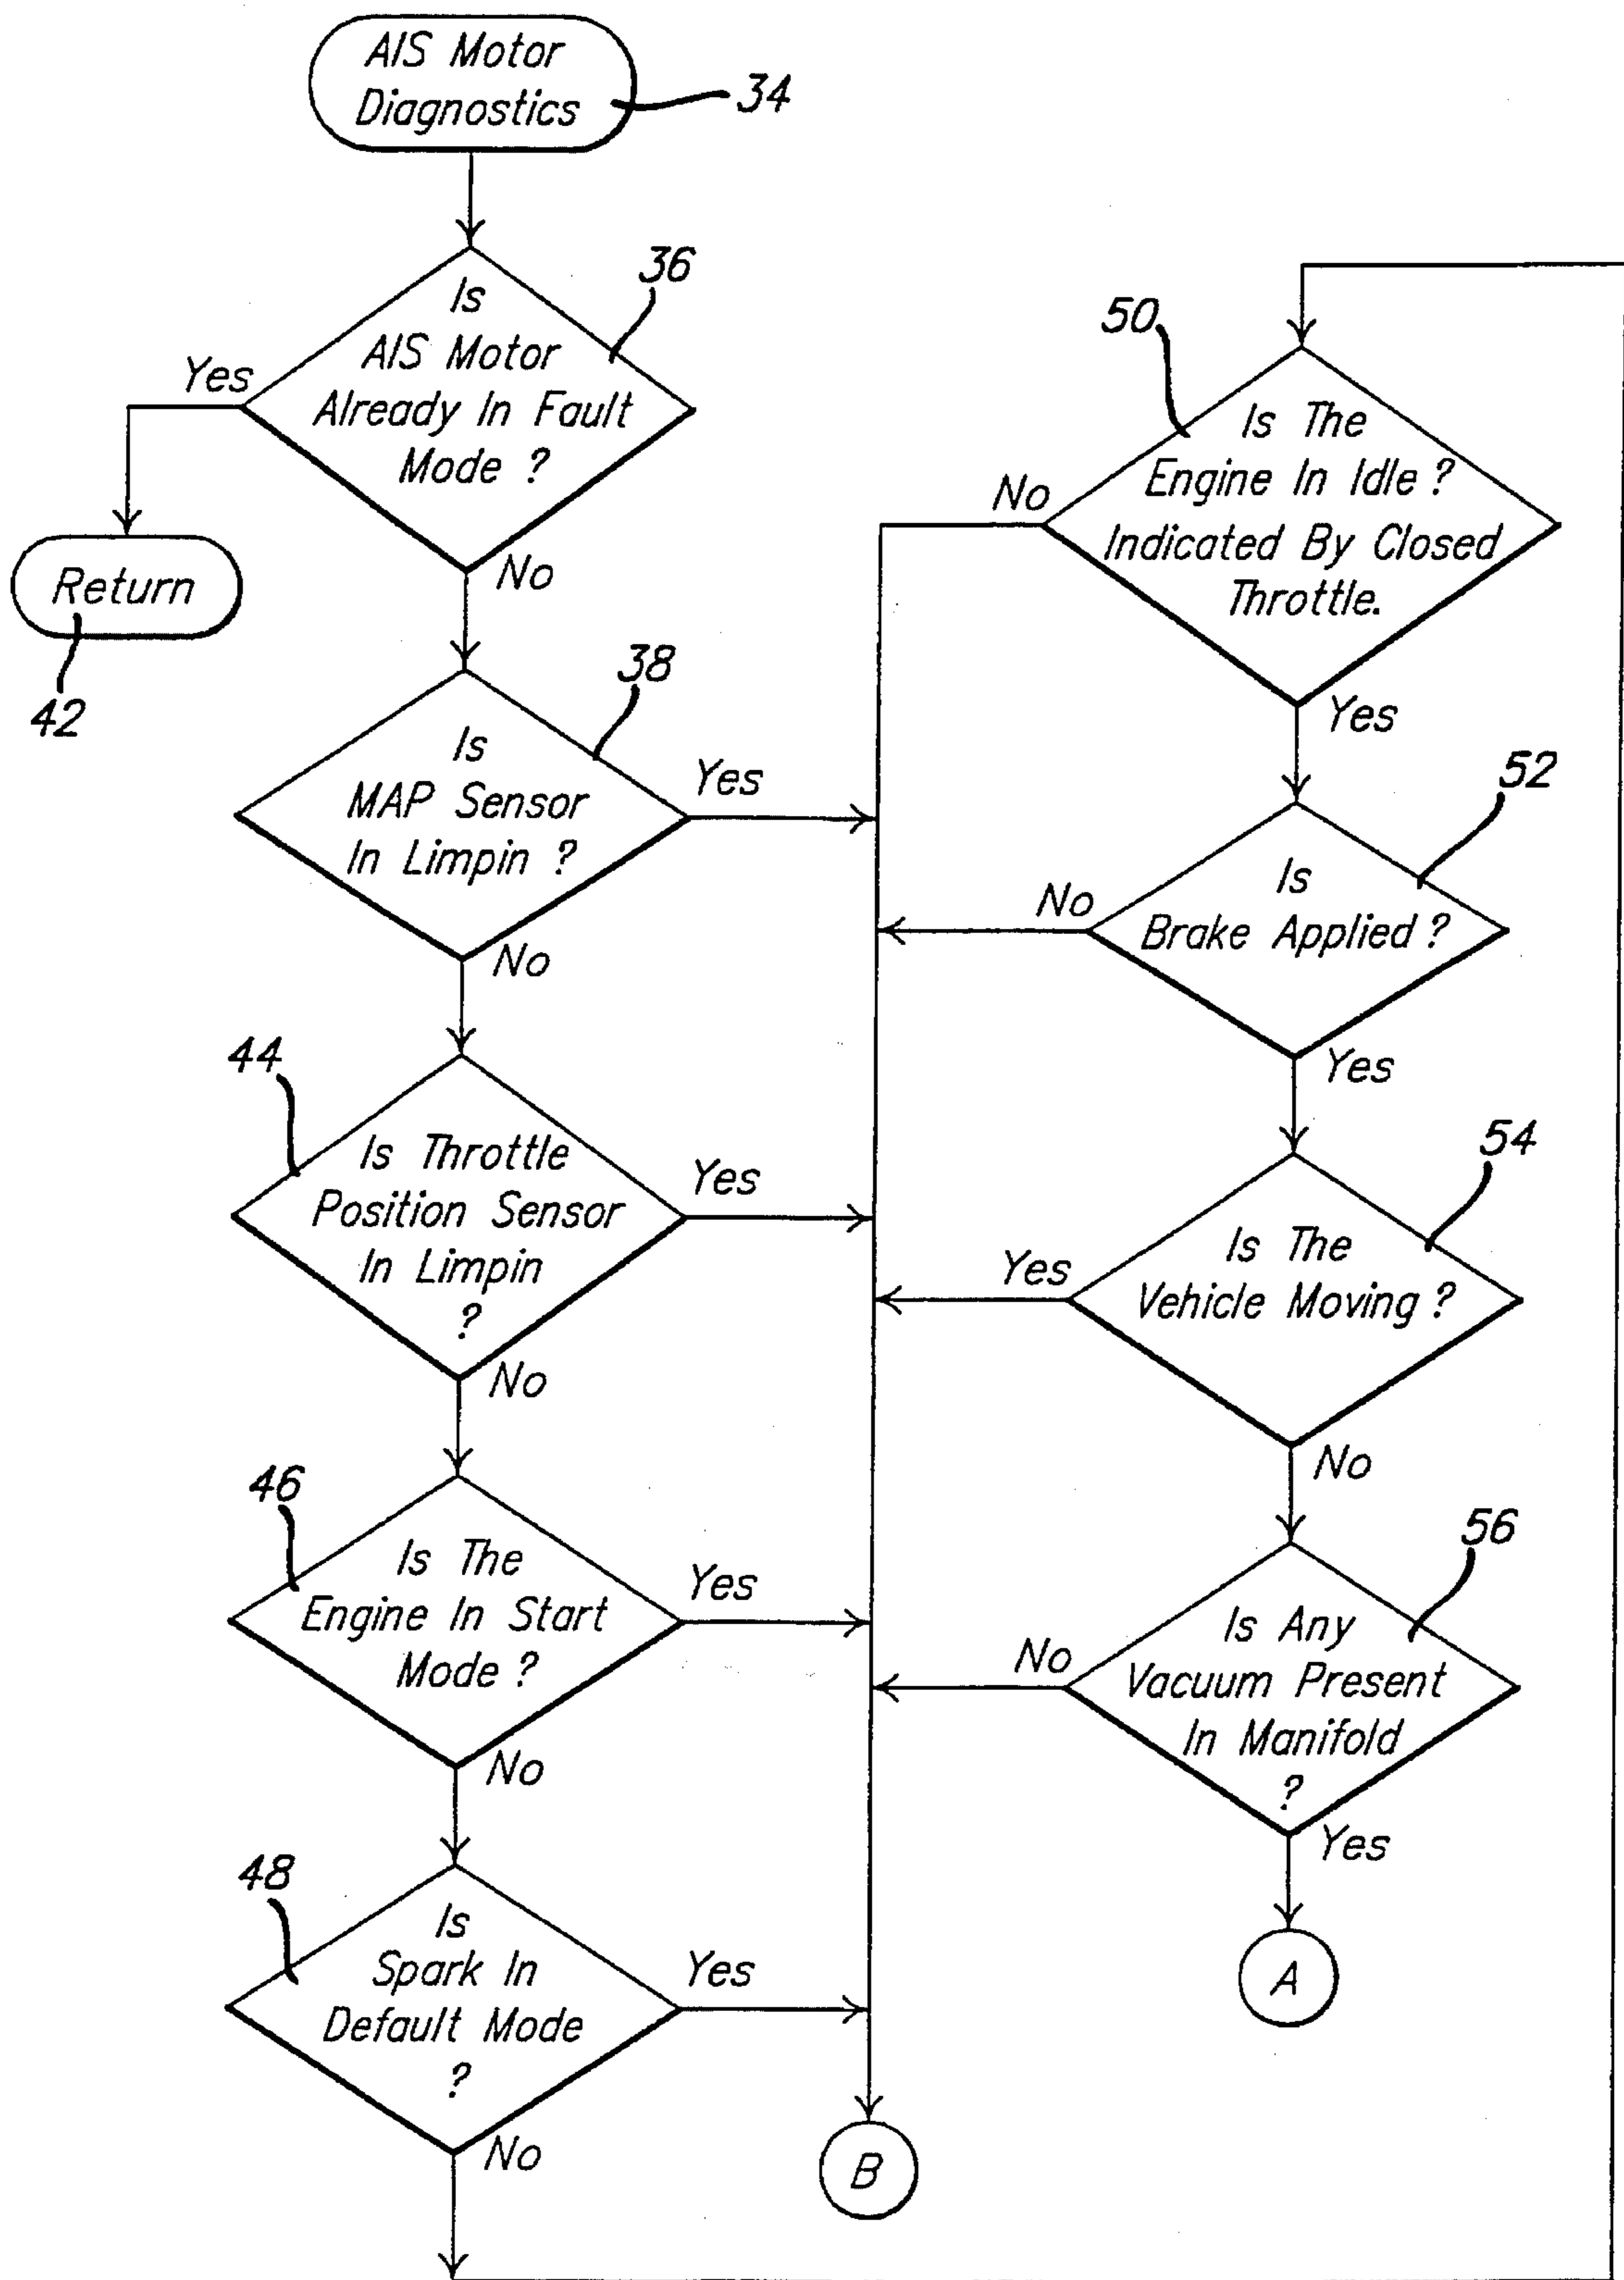 AIS Motor
Diagnostics
34
Is
AIS Motor
Already In Fault
Mode ?
36
Yes
No
Return
42
Is
MAP Sensor
In Limpin ?
38
Yes
No
Is Throttle
Position Sensor
In Limpin
?
44
Yes
No
Is The
Engine In Start
Mode ?
46
Yes
No
Is
Spark In
Default Mode
?
48
Yes
No
B
Is The
Engine In Idle ?
Indicated By Closed
Throttle.
50
No
Yes
Is
Brake Applied ?
52
No
Yes
Is The
Vehicle Moving ?
54
Yes
No
Is Any
Vacuum Present
In Manifold
?
56
No
Yes
A